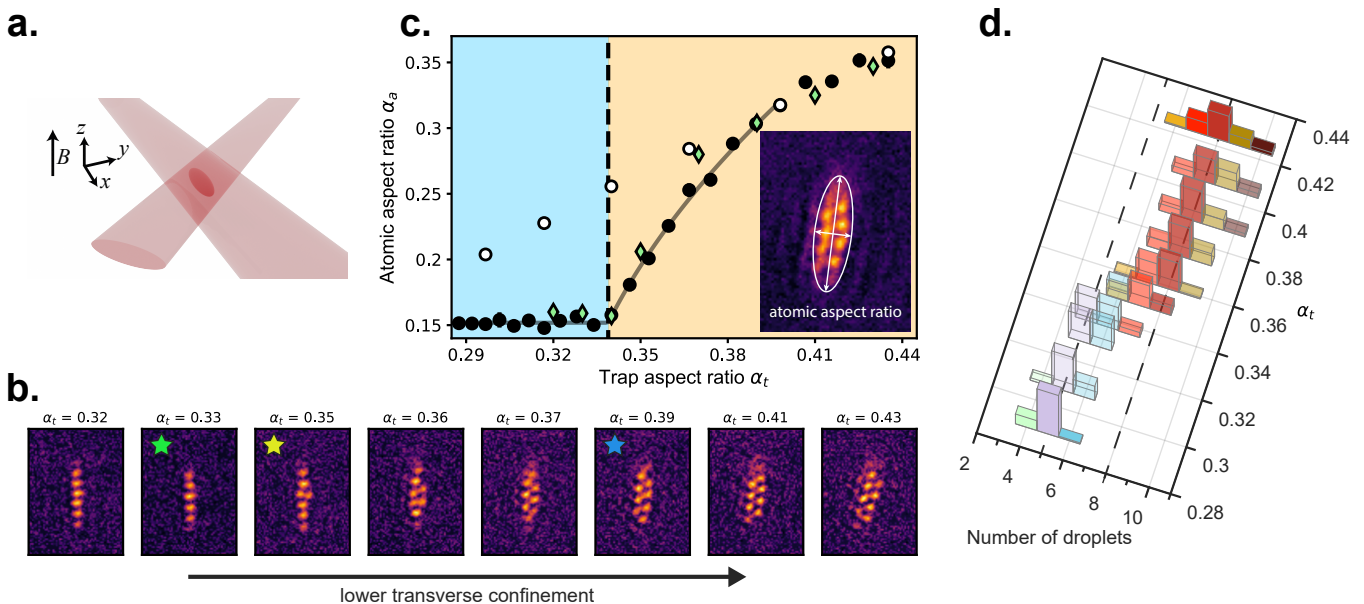 a.
B
z
y
x
c.
Atomic aspect ratio αₐ
0.35
0.3
0.25
0.2
0.15
0.29 0.32 0.35 0.38 0.41 0.44
Trap aspect ratio αₜ
atomic aspect ratio
d.
0.44
0.42
0.4
0.38
0.36
αₜ
0.34
0.32
0.3
0.28
2 4 6 8 10
Number of droplets
b.
αₜ = 0.32 αₜ = 0.33 αₜ = 0.35 αₜ = 0.36 αₜ = 0.37 αₜ = 0.39 αₜ = 0.41 αₜ = 0.43
lower transverse confinement